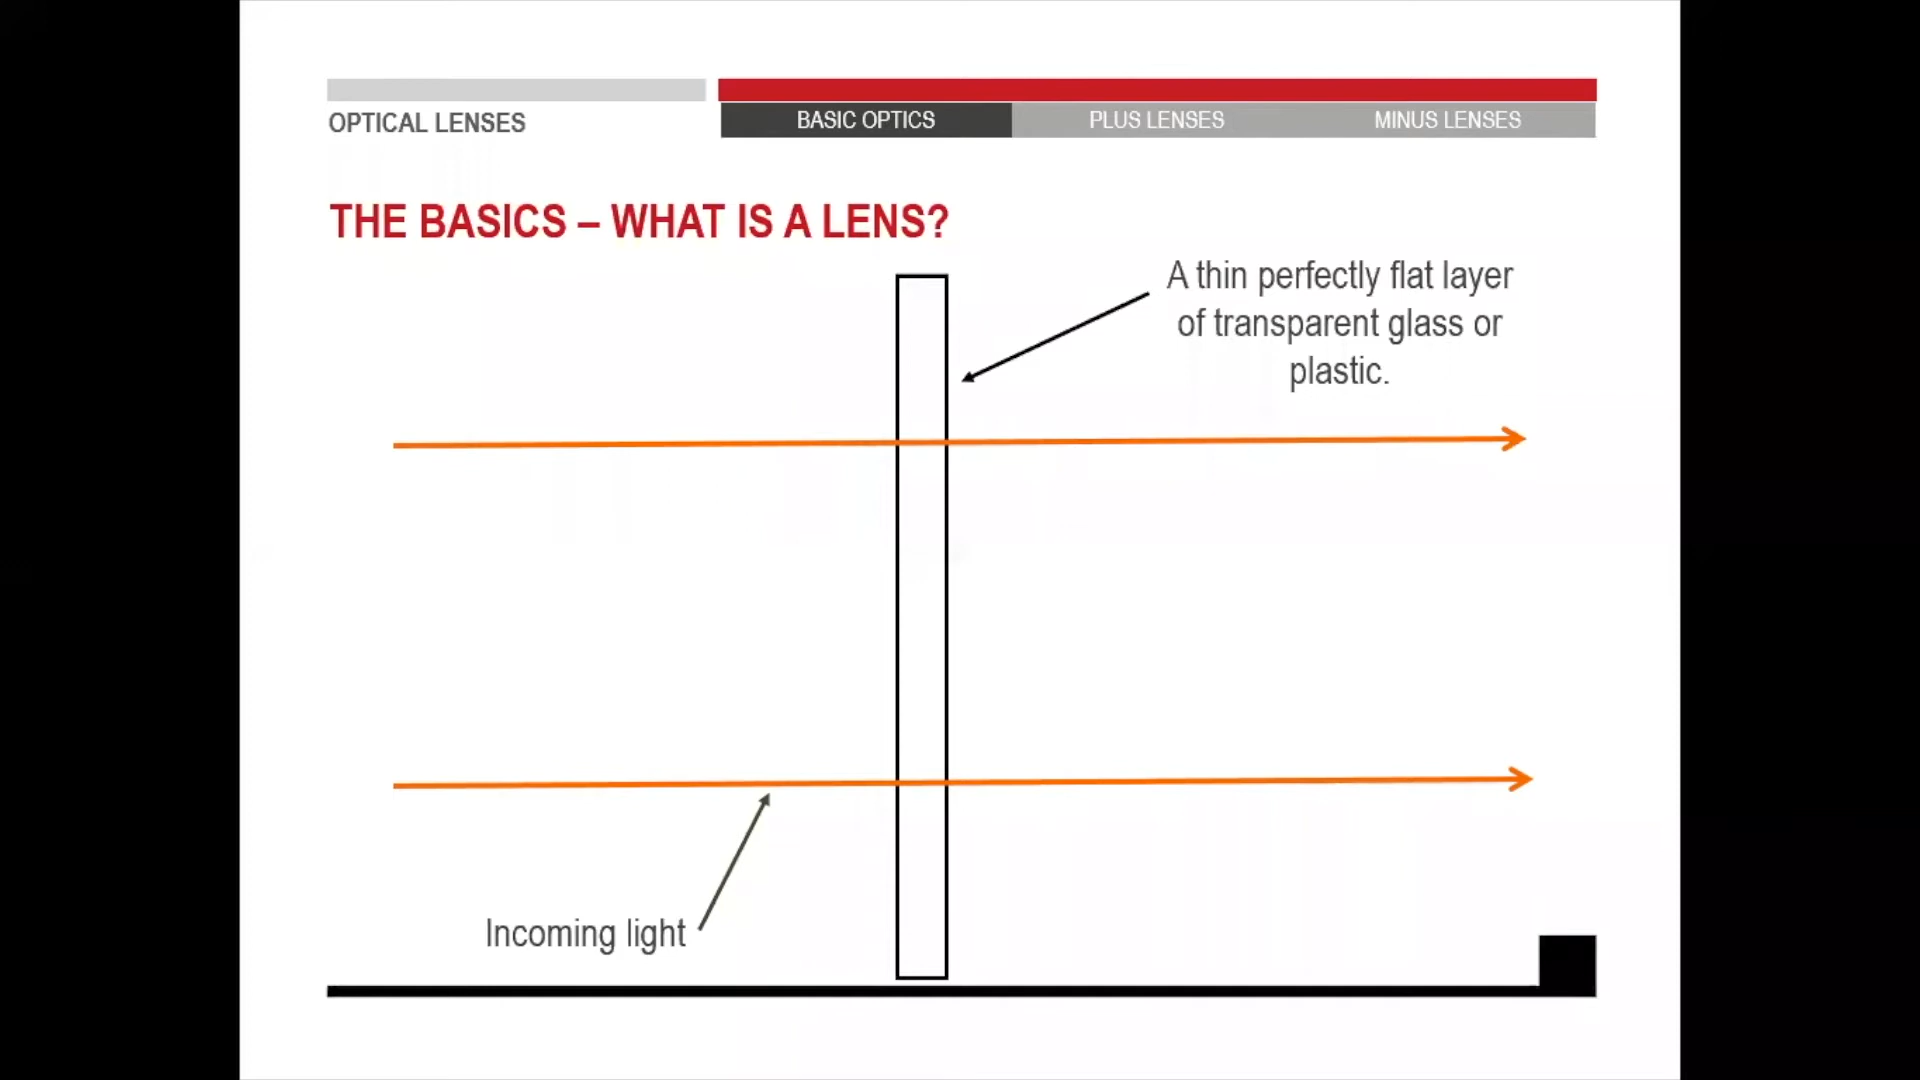 OPTICAL LENSES
BASIC OPTICS
PLUS LENSES
MINUS LENSES
THE BASICS – WHAT IS A LENS?
A thin perfectly flat layer
of transparent glass or
plastic.
Incoming light